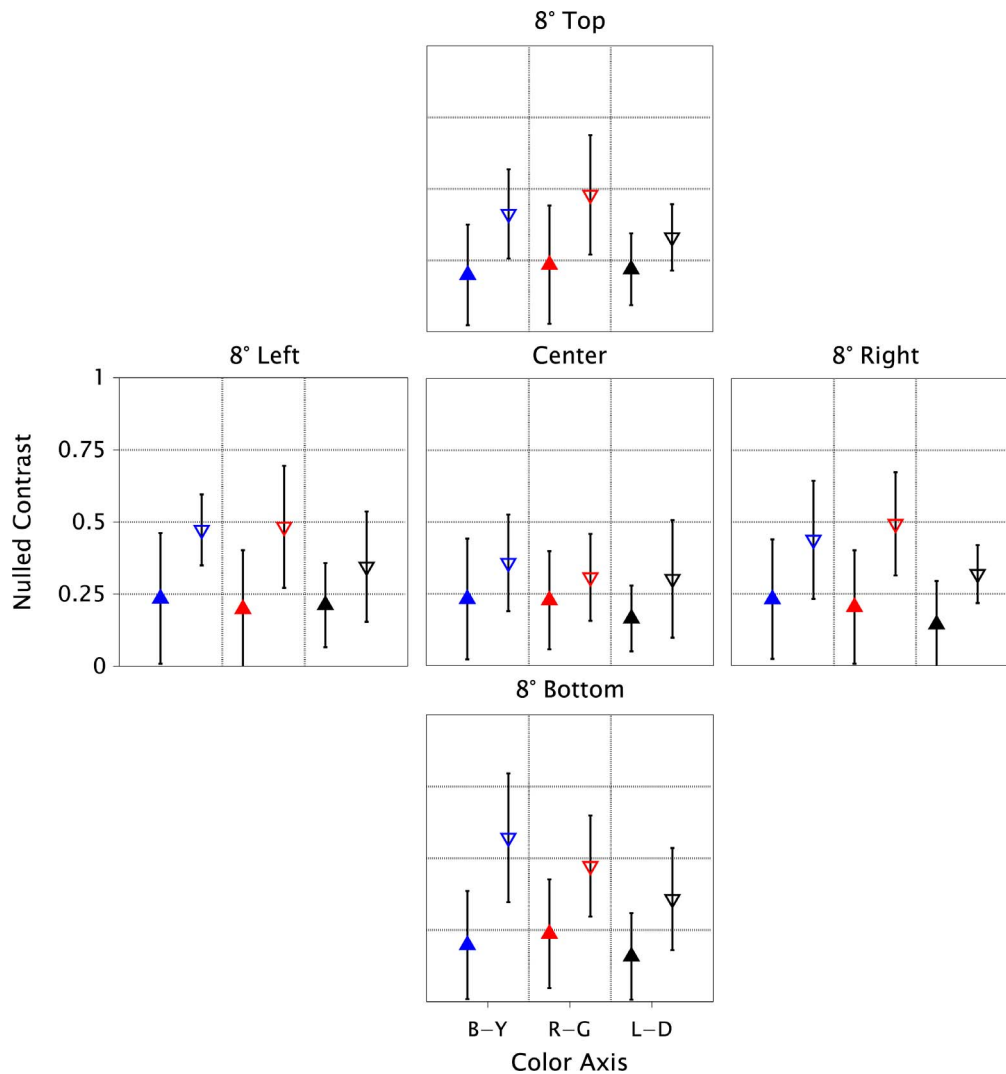 8° Top
8° Left
Center
8° Right
1
0.75
0.5
0.25
0
Nulled Contrast
8° Bottom
B–Y
R–G
L–D
Color Axis